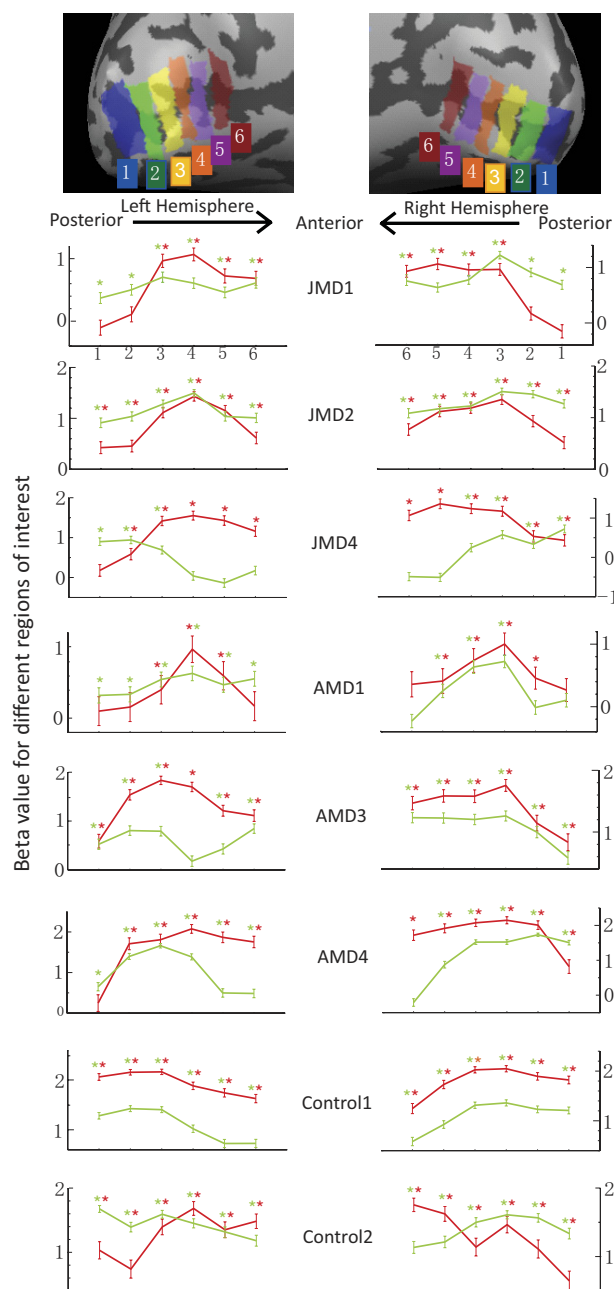 1 2 3 4 5 6
6 5 4 3 2 1
Left Hemisphere
Right Hemisphere
Posterior
Anterior
Posterior
Beta value for different regions of interest
** ** ** ** * *
JMD1
** ** ** ** * *
1
0
1 2 3 4 5 6
1
0
6 5 4 3 2 1
** ** ** ** ** **
JMD2
** ** ** ** ** **
2
1
0
2
1
0
* ** ** * * *
JMD4
* * ** ** ** **
2
1
0
1
0
-1
* * ** ** ** *
AMD1
** ** ** *
1
0
1
0
** ** ** * ** **
AMD3
** ** ** ** ** **
2
1
0
2
1
* ** ** ** ** **
AMD4
* ** ** ** ** **
2
1
0
2
1
0
** ** ** ** ** **
Control1
** ** ** ** ** **
2
1
2
1
** ** ** ** ** **
Control2
** ** ** ** ** **
2
1
2
1